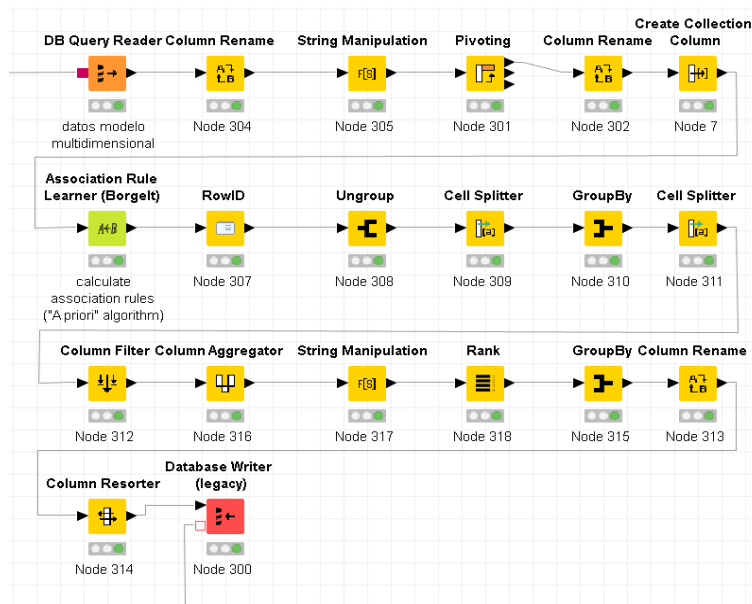 Create Collection
DB Query Reader Column Rename String Manipulation Pivoting Column Rename Column
A B F[S] A B
datos modelo Node 304 Node 305 Node 301 Node 302 Node 7
multidimensional
Association Rule
Learner (Borgelt) RowID Ungroup Cell Splitter GroupBy Cell Splitter
A B [a] [a]
calculate Node 307 Node 308 Node 309 Node 310 Node 311
association rules
("A priori" algorithm)
Column Filter Column Aggregator String Manipulation Rank GroupBy Column Rename
F[S] A B
Node 312 Node 316 Node 317 Node 318 Node 315 Node 313
Database Writer
Column Resorter (legacy)
Node 314 Node 300